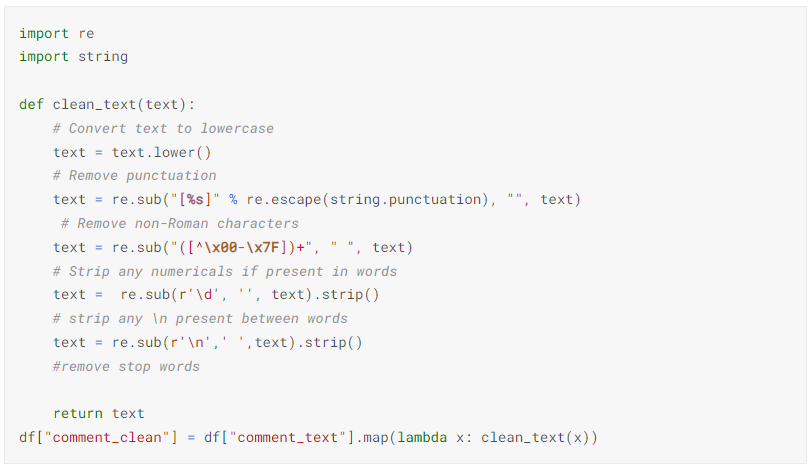 import re
import string
def clean_text(text):
# Convert text to lowercase
text = text.lower()
# Remove punctuation
text = re.sub("[%s]" % re.escape(string.punctuation), "", text)
# Remove non-Roman characters
text = re.sub("([^\x00-\x7F])+", " ", text)
# Strip any numericals if present in words
text =  re.sub(r'\d', '', text).strip()
# strip any \n present between words
text = re.sub(r'\n',' ',text).strip()
#remove stop words
return text
df["comment_clean"] = df["comment_text"].map(lambda x: clean_text(x))